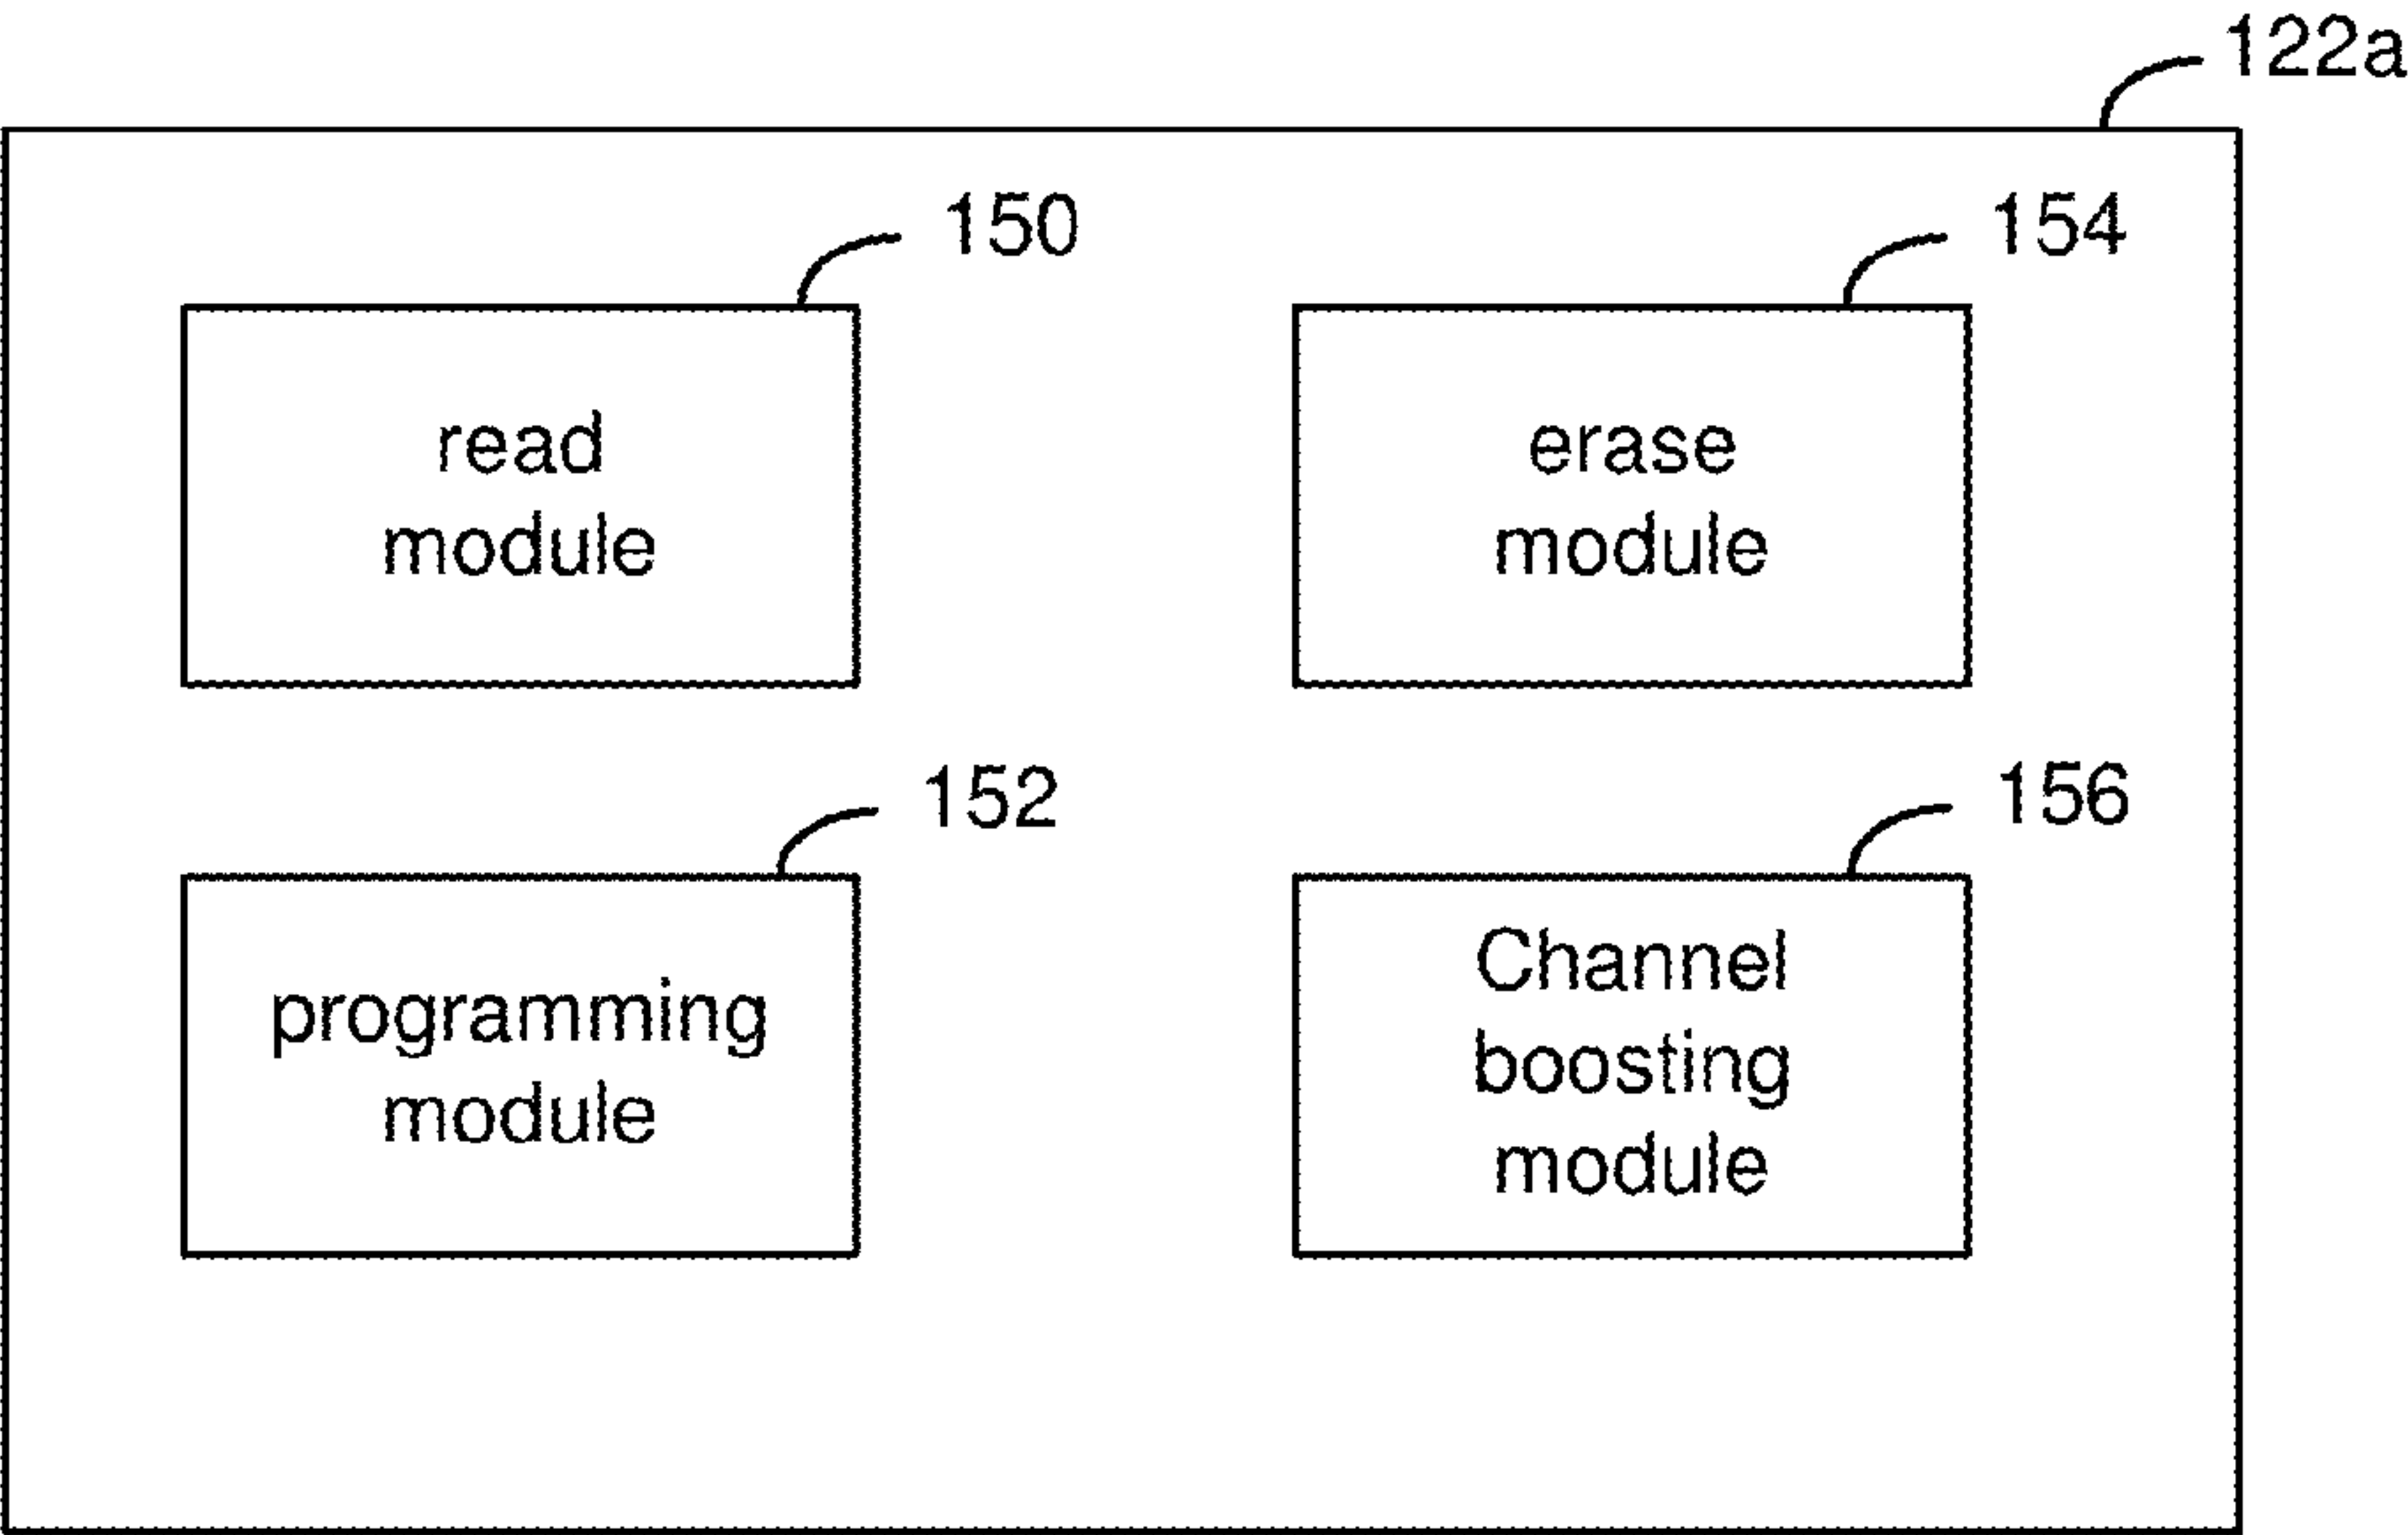 122a
150
154
read
module
erase
module
152
156
programming
module
Channel
boosting
module